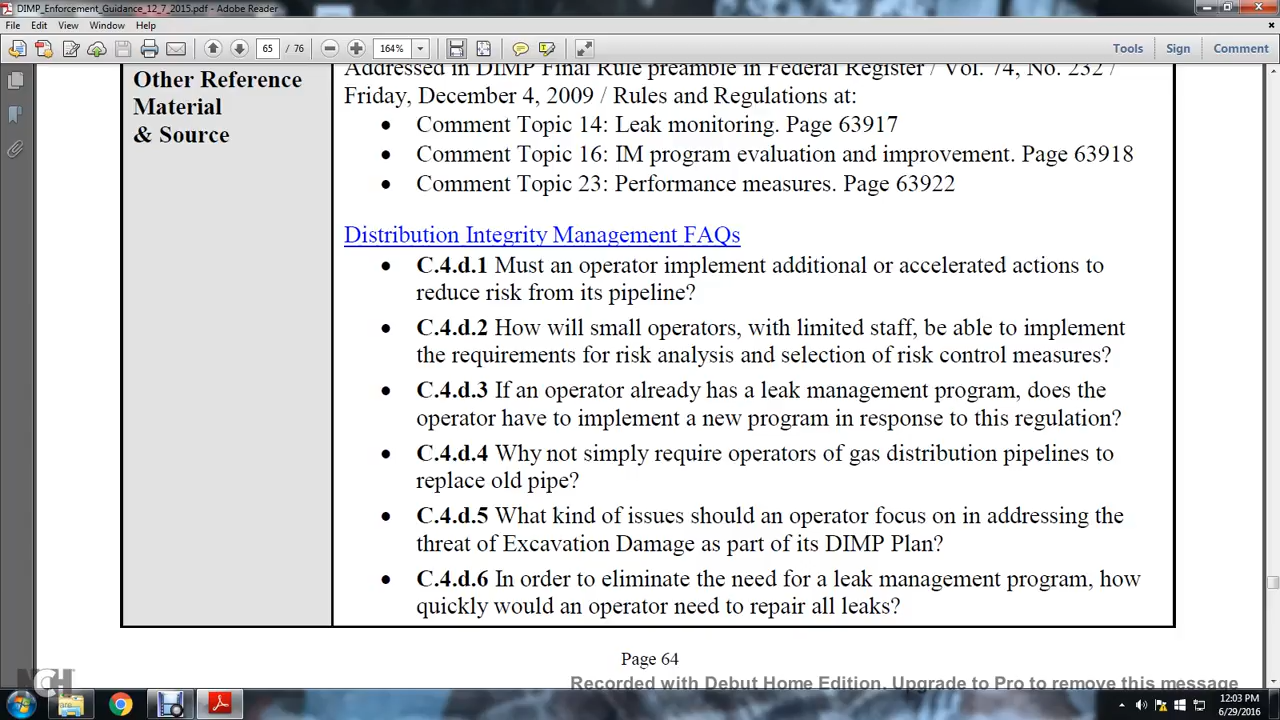 DIMP_Enforcement_Guidance_12_7_2015.pdf - Adobe Reader
File Edit View Window Help
65 / 76 164% Tools Sign Comment
Other Reference
Material
& Source
Addressed in DIMP Final Rule preamble in Federal Register / Vol. 74, No. 232 /
Friday, December 4, 2009 / Rules and Regulations at:
• Comment Topic 14: Leak monitoring. Page 63917
• Comment Topic 16: IM program evaluation and improvement. Page 63918
• Comment Topic 23: Performance measures. Page 63922
Distribution Integrity Management FAQs
• C.4.d.1 Must an operator implement additional or accelerated actions to
reduce risk from its pipeline?
• C.4.d.2 How will small operators, with limited staff, be able to implement
the requirements for risk analysis and selection of risk control measures?
• C.4.d.3 If an operator already has a leak management program, does the
operator have to implement a new program in response to this regulation?
• C.4.d.4 Why not simply require operators of gas distribution pipelines to
replace old pipe?
• C.4.d.5 What kind of issues should an operator focus on in addressing the
threat of Excavation Damage as part of its DIMP Plan?
• C.4.d.6 In order to eliminate the need for a leak management program, how
quickly would an operator need to repair all leaks?
Page 64
NCH
Recorded with Debut Home Edition. Upgrade to Pro to remove this message
12:03 PM
6/29/2016